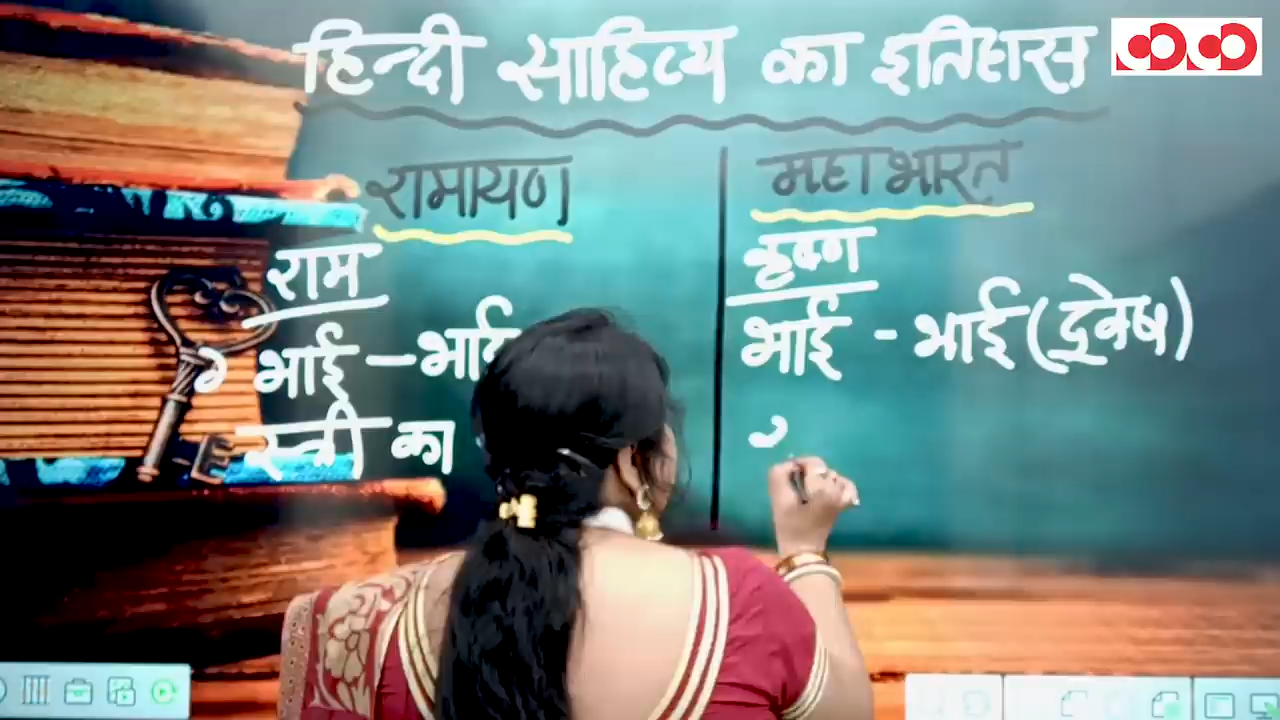 हिन्दी साहित्य का इतिहास
रामायण
राम
भाई - भाई
स्त्री का
महाभारत
कृष्ण
भाई - भाई (द्वेष)